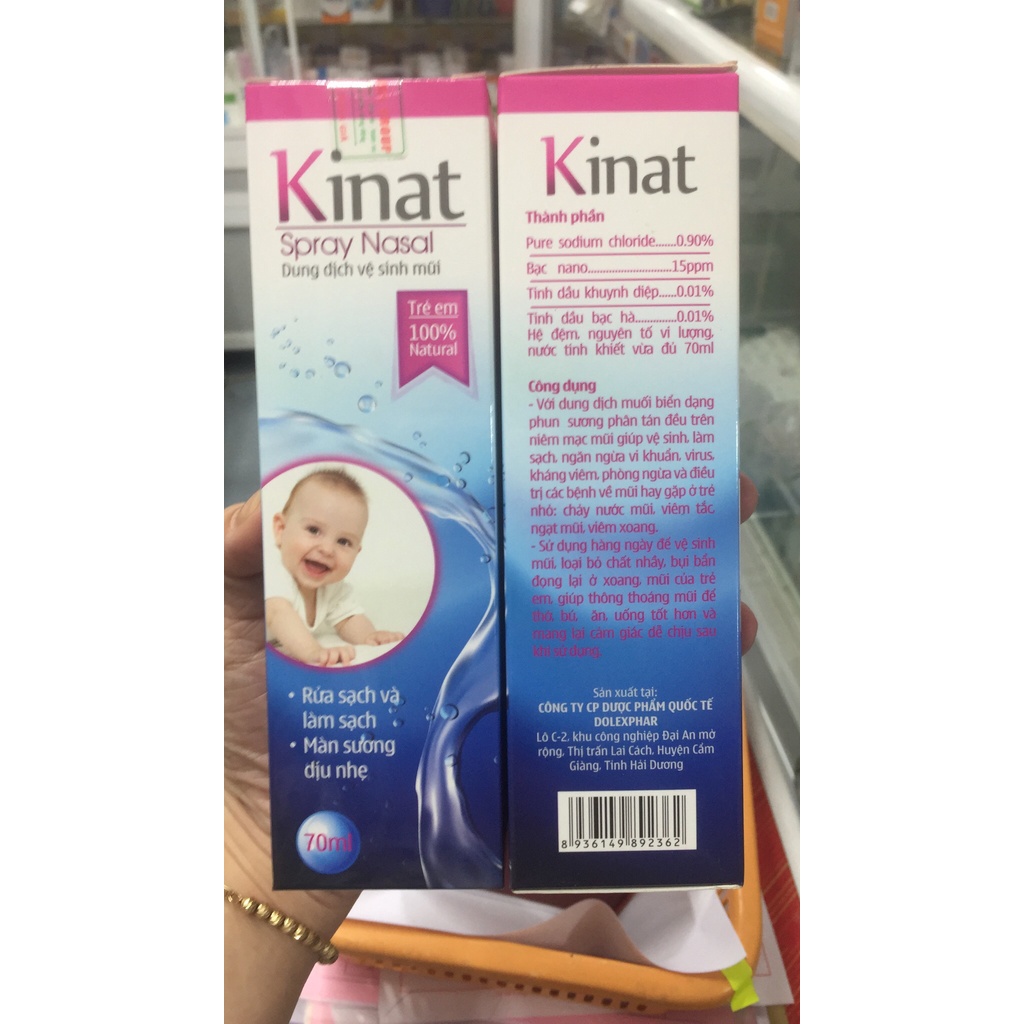 Kinat
Spray Nasal
Dung dịch vệ sinh mũi
Trẻ em
100%
Natural
• Rửa sạch và
làm sạch
• Màn sương
dịu nhẹ
70ml
Kinat
Thành phần
Pure sodium chloride.......0.90%
Bạc nano............................15ppm
Tinh dầu khuynh diệp......0.01%
Tinh dầu bạc hà..............0.01%
Hệ đệm, nguyên tố vi lượng,
nước tinh khiết vừa đủ 70ml
Công dụng
- Với dung dịch muối biển dạng
phun sương phân tán đều trên
niêm mạc mũi giúp vệ sinh, làm
sạch, ngăn ngừa vi khuẩn, virus,
kháng viêm, phòng ngừa và điều
trị các bệnh về mũi hay gặp ở trẻ
nhỏ: chảy nước mũi, viêm tắc,
ngạt mũi, viêm xoang.
- Sử dụng hàng ngày để vệ sinh
mũi, loại bỏ chất nhầy, bụi bẩn
đọng lại ở xoang, mũi của trẻ
em, giúp thông thoáng mũi để
thở, bú, ăn, uống tốt hơn và
mang lại cảm giác dễ chịu sau
khi sử dụng.
Sản xuất tại:
CÔNG TY CP DƯỢC PHẨM QUỐC TẾ
DOLEXPHAR
Lô C-2, khu công nghiệp Đại An mở
rộng, Thị trấn Lai Cách, Huyện Cẩm
Giàng, Tỉnh Hải Dương
8 936149 892362